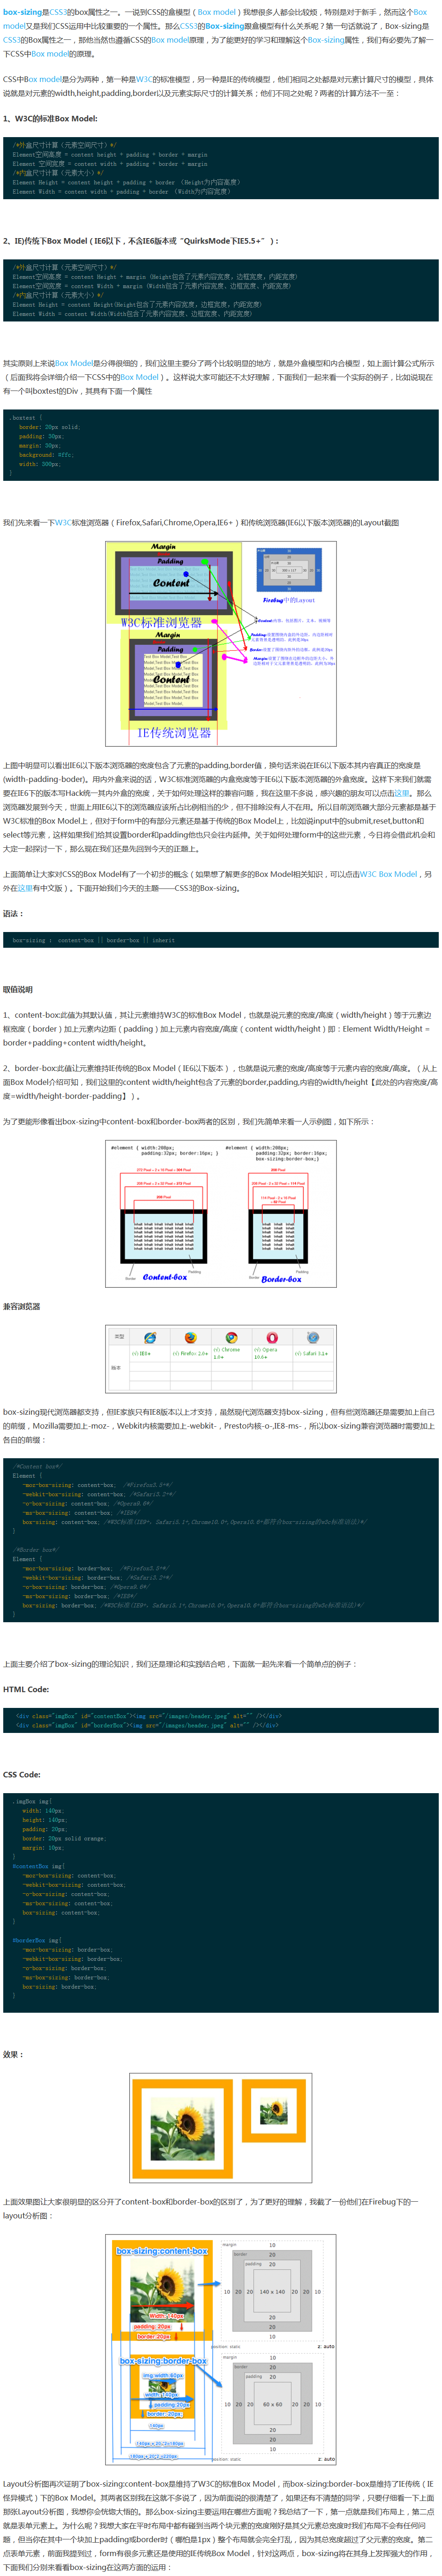 box-sizing是CSS3的box属性之一。一说到CSS的盒模型（Box model）我想很多人都会比较烦，特别是对于新手，然而这个Box
model又是我们CSS运用中比较重要的一个属性。那么CSS3的Box-sizing跟盒模型有什么关系呢？第一句话就说了，Box-sizing是
CSS3的Box属性之一，那他当然也遵循CSS的Box model原理，为了能更好的学习和理解这个Box-sizing属性，我们有必要先了解一
下CSS中Box model的原理。
CSS中Box model是分为两种，第一种是W3C的标准模型，另一种是IE的传统模型，他们相同之处都是对元素计算尺寸的模型，具体
说就是对元素的width,height,padding,border以及元素实际尺寸的计算关系；他们不同之处呢？两者的计算方法不一至：
1、W3C的标准Box Model:
/*外盒尺寸计算（元素空间尺寸）*/
Element空间高度 = content height + padding + border + margin
Element 空间宽度 = content width + padding + border + margin
/*内盒尺寸计算（元素大小）*/
Element Height = content height + padding + border （Height为内容高度）
Element Width = content width + padding + border （Width为内容宽度）
2、IE)传统下Box Model（IE6以下，不含IE6版本或“QuirksMode下IE5.5+”）:
/*外盒尺寸计算（元素空间尺寸）*/
Element空间高度 = content Height + margin (Height包含了元素内容宽度，边框宽度，内距宽度)
Element空间宽度 = content Width + margin (Width包含了元素内容宽度、边框宽度、内距宽度)
/*内盒尺寸计算（元素大小）*/
Element Height = content Height(Height包含了元素内容宽度，边框宽度，内距宽度)
Element Width = content Width(Width包含了元素内容宽度、边框宽度、内距宽度)
其实原则上来说Box Model是分得很细的，我们这里主要分了两个比较明显的地方，就是外盒模型和内合模型，如上面计算公式所示
（后面我将会详细介绍一下CSS中的Box Model）。这样说大家可能还不太好理解，下面我们一起来看一个实际的例子，比如说现在
有一个叫boxtest的Div，其具有下面一个属性
.boxtest {
border: 20px solid;
padding: 30px;
margin: 30px;
background: #ffc;
width: 300px;
}
我们先来看一下W3C标准浏览器（Firefox,Safari,Chrome,Opera,IE6+）和传统浏览器(IE6以下版本浏览器)的Layout截图
Margin
Padding
Content
W3C标准浏览器
Firebug中的Layout
Margin
Padding
Content
IE传统浏览器
上图中明显可以看出IE6以下版本浏览器的宽度包含了元素的padding,border值，换句话来说在IE6以下版本其内容真正的宽度是
(width-padding-boder)。用内外盒来说的话，W3C标准浏览器的内盒宽度等于IE6以下版本浏览器的外盒宽度。这样下来我们就需
要在IE6下的版本写Hack统一其内外盒的宽度，关于如何处理这样的兼容问题，我在这里不多说，感兴趣的朋友可以点击这里。那么
浏览器发展到今天，世面上用IE6以下的浏览器应该所占比例相当的少，但不排除没有人不在用。所以目前浏览器大部分元素都是基于
W3C标准的Box Model上，但对于form中的有部分元素还是基于传统的Box Model上，比如说input中的submit,reset,button和
select等元素，这样如果我们给其设置border和padding他也只会往内延伸。关于如何处理form中的这些元素，今日将会借此机会和
大定一起探讨一下，那么现在我们还是先回到今天的正题上。
上面简单让大家对CSS的Box Model有了一个初步的概念（如果想了解更多的Box Model相关知识，可以点击W3C Box Model，另
外在这里有中文版）。下面开始我们今天的主题——CSS3的Box-sizing。
语法：
box-sizing ： content-box || border-box || inherit
取值说明
1、content-box:此值为其默认值，其让元素维持W3C的标准Box Model，也就是说元素的宽度/高度（width/height）等于元素边
框宽度（border）加上元素内边距（padding）加上元素内容宽度/高度（content width/height）即：Element Width/Height =
border+padding+content width/height。
2、border-box:此值让元素维持IE传统的Box Model（IE6以下版本），也就是说元素的宽度/高度等于元素内容的宽度/高度。（从上
面Box Model介绍可知，我们这里的content width/height包含了元素的border,padding,内容的width/height【此处的内容宽度/高
度=width/height-border-padding】）。
为了更能形像看出box-sizing中content-box和border-box两者的区别，我们先简单来看一人示例图，如下所示：
#element { width:208px;
padding:32px; border:16px; }
#element { width:208px;
padding:32px; border:16px;
box-sizing:border-box;}
Border
Padding
Content-box
Border
Padding
Border-box
兼容浏览器
类型
版本
(√) IE8+
(√) Firefox 2.0+
(√) Chrome 2.0+
(√) Opera 10.0+
(√) Safari 3.2+
box-sizing现代浏览器都支持，但IE家族只有IE8版本以上才支持，虽然现代浏览器支持box-sizing，但有些浏览器还是需要加上自己
的前缀，Mozilla需要加上-moz-，Webkit内核需要加上-webkit-，Presto内核-o-,IE8-ms-，所以box-sizing兼容浏览器时需要加上
各自的前缀：
/*Content box*/
Element {
-moz-box-sizing: content-box; /*Firefox3.5+*/
-webkit-box-sizing: content-box; /*Safari3.2+*/
-o-box-sizing: content-box; /*Opera9.6*/
-ms-box-sizing: content-box; /*IE8*/
box-sizing: content-box; /*W3C标准(IE9+，Safari5.1+,Chrome10.0+,Opera10.6+都符合box-sizing的w3c标准语法)*/
}
/*Border box*/
Element {
-moz-box-sizing: border-box; /*Firefox3.5+*/
-webkit-box-sizing: border-box; /*Safari3.2+*/
-o-box-sizing: border-box; /*Opera9.6*/
-ms-box-sizing: border-box; /*IE8*/
box-sizing: border-box; /*W3C标准(IE9+，Safari5.1+,Chrome10.0+,Opera10.6+都符合box-sizing的w3c标准语法)*/
}
上面主要介绍了box-sizing的理论知识，我们还是理论和实践结合吧，下面就一起先来看一个简单点的例子：
HTML Code:
<div class="imgBox" id="contentBox"><img src="/images/header.jpeg" alt="" /></div>
<div class="imgBox" id="borderBox"><img src="/images/header.jpeg" alt="" /></div>
CSS Code:
.imgBox img{
width: 140px;
height: 140px;
padding: 20px;
border: 20px solid orange;
margin: 10px;
}
#contentBox img{
-moz-box-sizing: content-box;
-webkit-box-sizing: content-box;
-o-box-sizing: content-box;
-ms-box-sizing: content-box;
box-sizing: content-box;
}
#borderBox img{
-moz-box-sizing: border-box;
-webkit-box-sizing: border-box;
-o-box-sizing: border-box;
-ms-box-sizing: border-box;
box-sizing: border-box;
}
效果：
上面效果图让大家很明显的区分开了content-box和border-box的区别了，为了更好的理解，我截了一份他们在Firebug下的一
layout分析图：
box-sizing:content-box
Width: 140px
padding: 20px
border: 20px
margin 10
border 20
padding 20
10 20 20 140 x 140 20 20 10
20
20
10
position: static
z: auto
box-sizing:border-box
img width 60px
width: 140px
padding 20px
border: 20px
140px
margin 10
border 20
padding 20
10 20 20 60 x 60 20 20 10
20
20
10
position: static
z: auto
Layout分析图再次证明了box-sizing:content-box是维持了W3C的标准Box Model，而box-sizing:border-box是维持了IE传统（IE
怪异模式）下的Box Model。其两者区别我在这就不多说了，因为前面说的很清楚了，如果还有不清楚的同学，只要仔细看一下上面
那张Layout分析图，我想你会恍锪大悟的。那么box-sizing主要运用在哪些方面呢？我总结了一下，第一点就是我们布局上，第二点
就是表单元素上。为什么呢？我想大家在平时布局中都有碰到当两个块元素的宽度刚好是其父元素总宽度时我们布局不会有任何问
题，但当你在其中一个块加上padding或border时（哪怕是1px）整个布局就会完全打乱，因为其总宽度超过了父元素的宽度。第二
点表单元素，前面我提到过，form有很多元素还是使用的IE传统Box Model，针对这两点，box-sizing将在其身上发挥强大的作用，
下面我们分别来看看box-sizing在这两方面的运用：